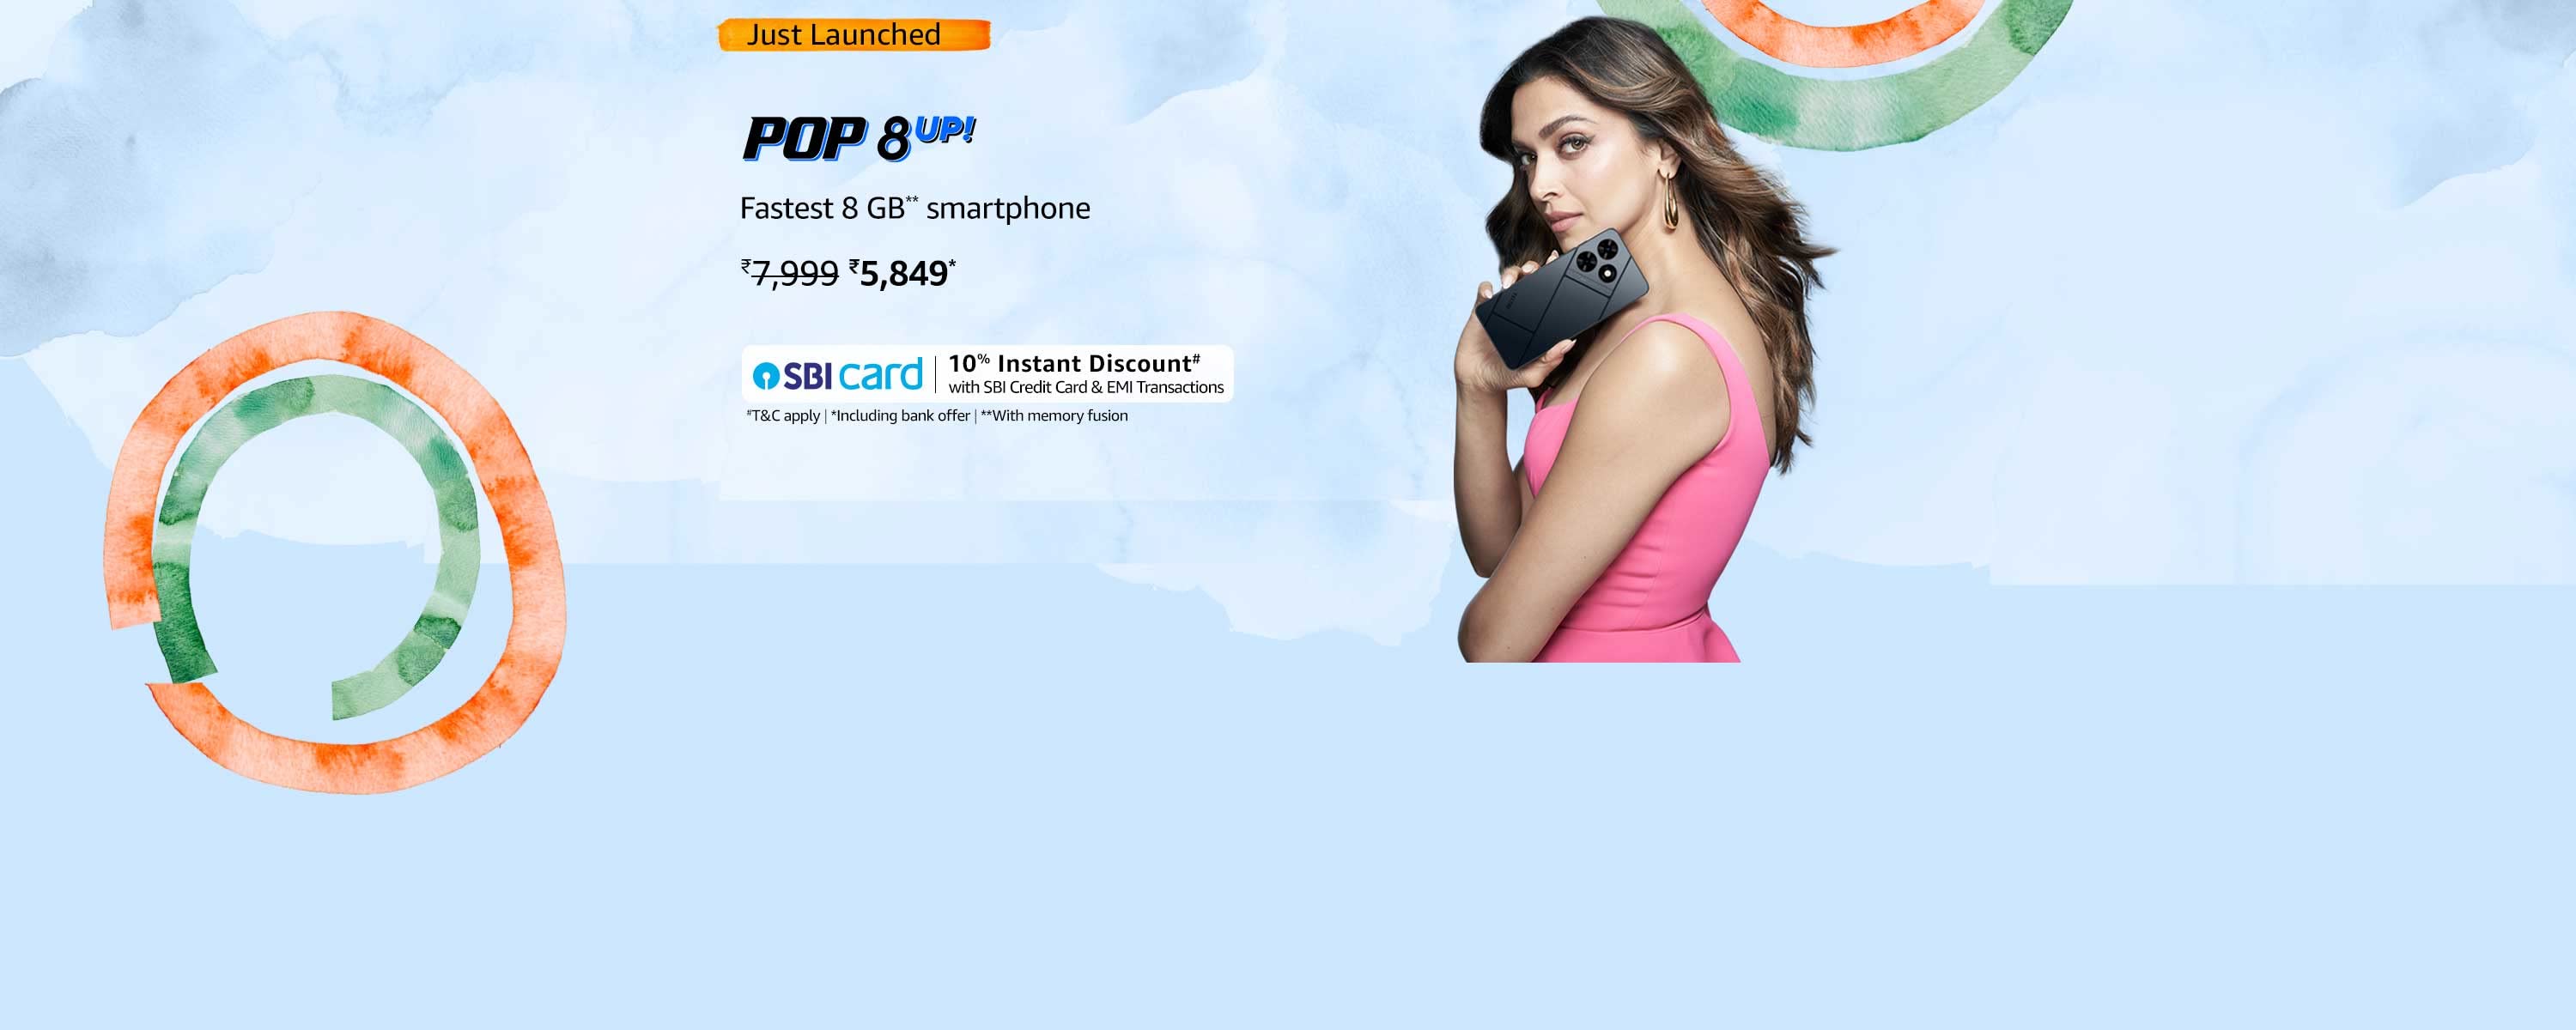 Just Launched
POP 8 UP!
Fastest 8 GB** smartphone
₹7,999 ₹5,849*
SBI card
10% Instant Discount#
with SBI Credit Card & EMI Transactions
#T&C apply | *Including bank offer | **With memory fusion